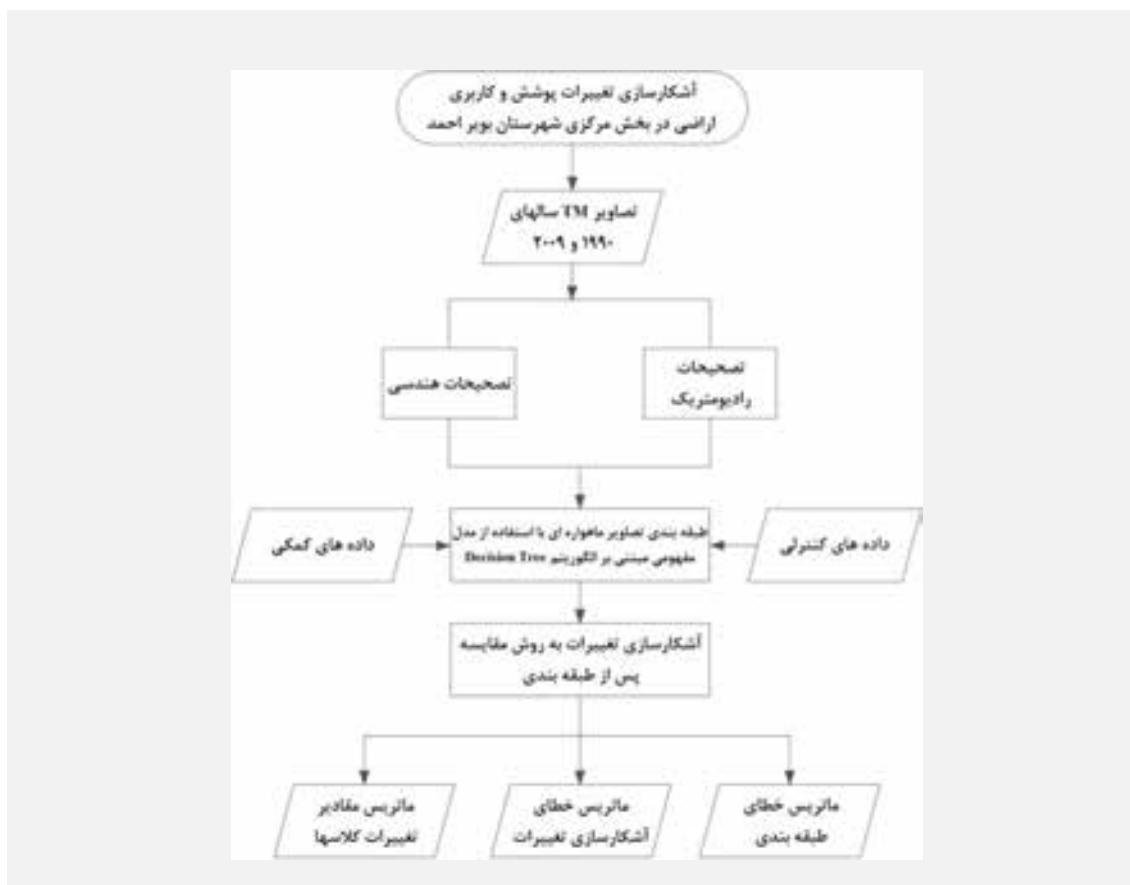 آشکارسازی تغییرات پوشش و کاربری
اراضی در بخش مرکزی شهرستان بویر احمد
تصاویر TM سالهای
۱۹۹۰ و ۲۰۰۹
تصحیحات
رادیومتریک
تصحیحات هندسی
داده های کنترلی
طبقه بندی تصاویر ماهواره ای با استفاده از مدل
مفهومی مبتنی بر الگوریتم Decision Tree
داده های کمکی
آشکارسازی تغییرات به روش مقایسه
پس از طبقه بندی
ماتریس خطای
طبقه بندی
ماتریس خطای
آشکارسازی تغییرات
ماتریس مقادیر
تغییرات کلاسها